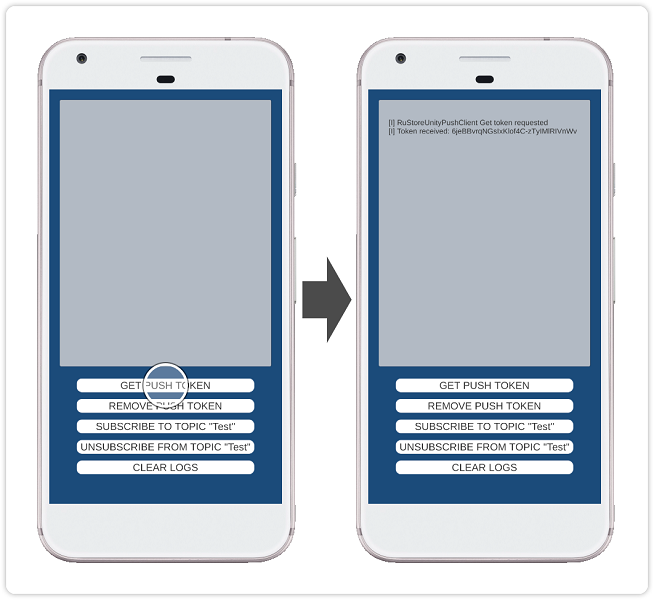 GET PUSH TOKEN
REMOVE PUSH TOKEN
SUBSCRIBE TO TOPIC "Test"
UNSUBSCRIBE FROM TOPIC "Test"
CLEAR LOGS
[I] RuStoreUnityPushClient Get token requested
[I] Token received: 
GET PUSH TOKEN
REMOVE PUSH TOKEN
SUBSCRIBE TO TOPIC "Test"
UNSUBSCRIBE FROM TOPIC "Test"
CLEAR LOGS